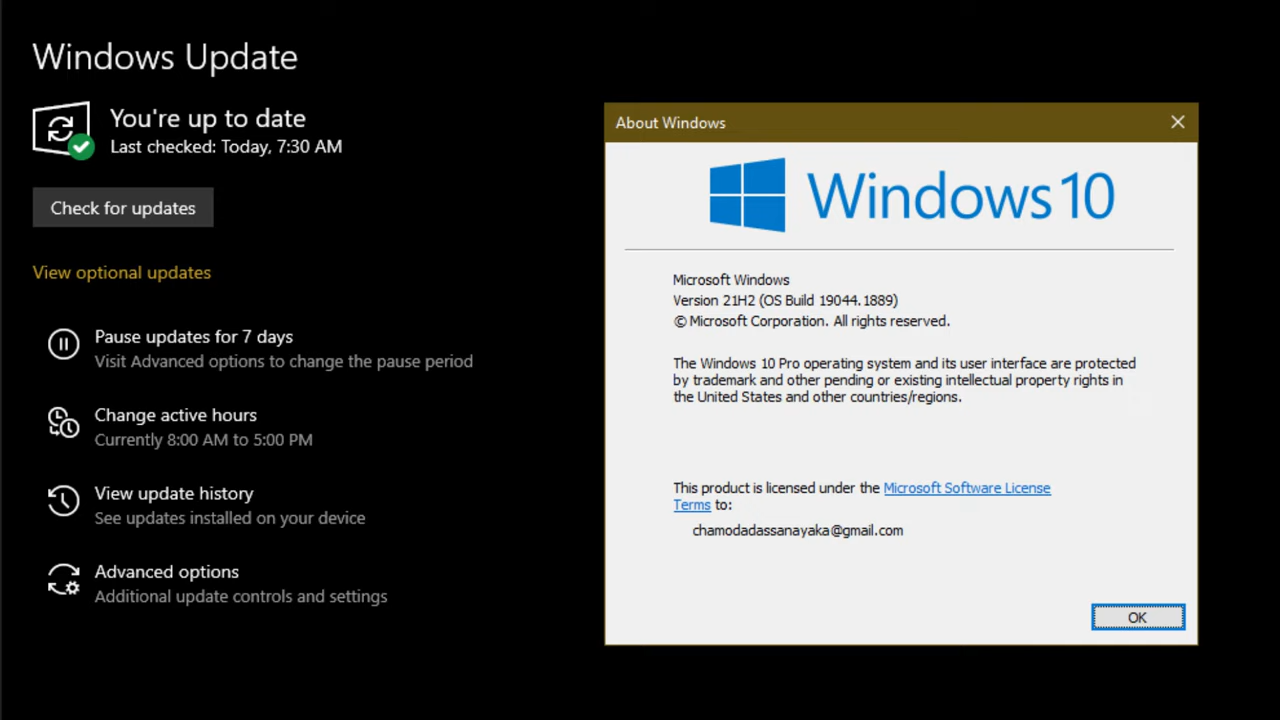 Windows Update
You're up to date
Last checked: Today, 7:30 AM
Check for updates
View optional updates
Pause updates for 7 days
Visit Advanced options to change the pause period
Change active hours
Currently 8:00 AM to 5:00 PM
View update history
See updates installed on your device
Advanced options
Additional update controls and settings
About Windows
Windows 10
Microsoft Windows
Version 21H2 (OS Build 19044.1889)
© Microsoft Corporation. All rights reserved.
The Windows 10 Pro operating system and its user interface are protected
by trademark and other pending or existing intellectual property rights in
the United States and other countries/regions.
This product is licensed under the Microsoft Software License
Terms to:
chamodadassanayaka@gmail.com
OK